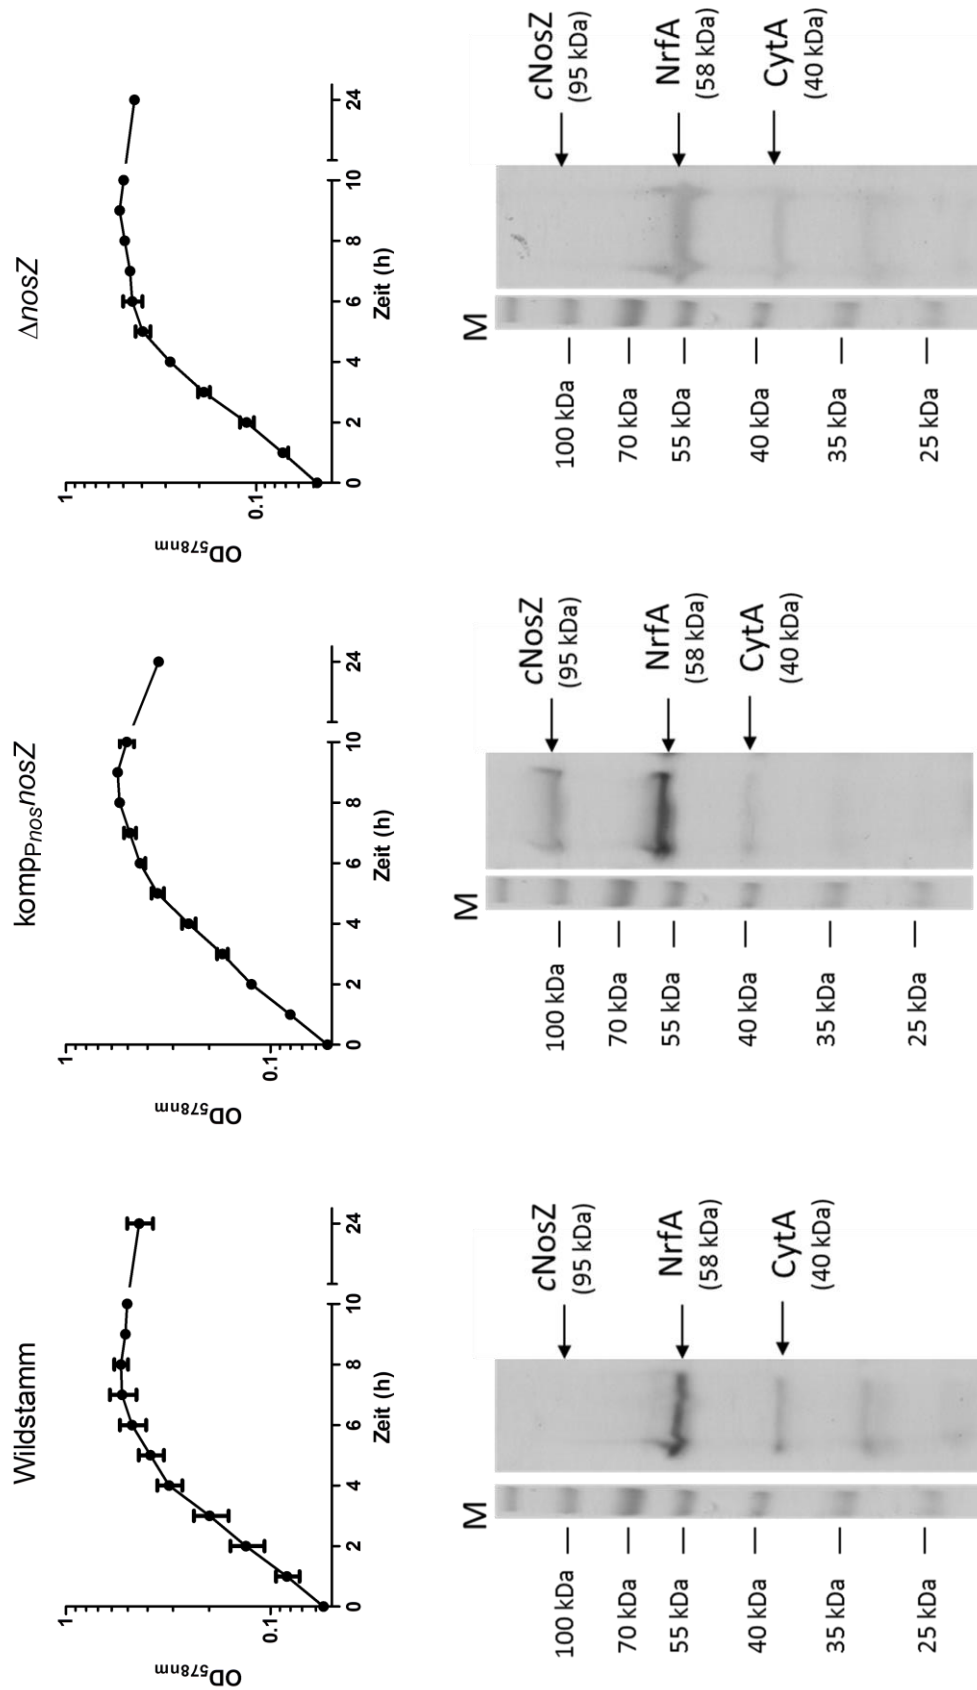 Wildstamm
OD578nm
1
0.1
0
2
4
6
8
10
24
Zeit (h)
M
100 kDa
70 kDa
55 kDa
40 kDa
35 kDa
25 kDa
cNosZ
(95 kDa)
NrfA
(58 kDa)
CytA
(40 kDa)
kompPnosnosZ
OD578nm
1
0.1
0
2
4
6
8
10
24
Zeit (h)
M
100 kDa
70 kDa
55 kDa
40 kDa
35 kDa
25 kDa
cNosZ
(95 kDa)
NrfA
(58 kDa)
CytA
(40 kDa)
ΔnosZ
OD578nm
1
0.1
0
2
4
6
8
10
24
Zeit (h)
M
100 kDa
70 kDa
55 kDa
40 kDa
35 kDa
25 kDa
cNosZ
(95 kDa)
NrfA
(58 kDa)
CytA
(40 kDa)